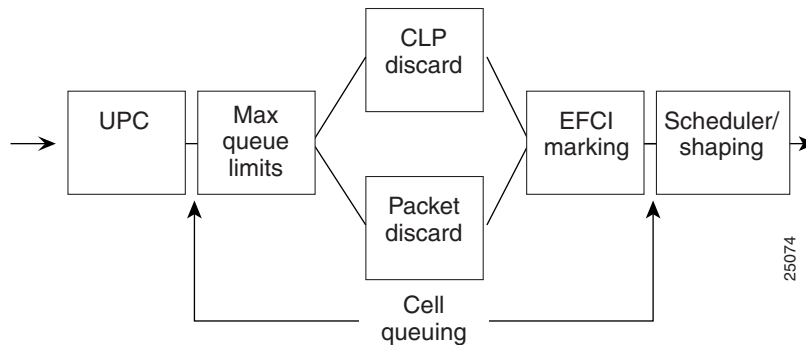 UPC
Max
queue
limits
CLP
discard
Packet
discard
EFCI
marking
Scheduler/
shaping
Cell
queuing
25074